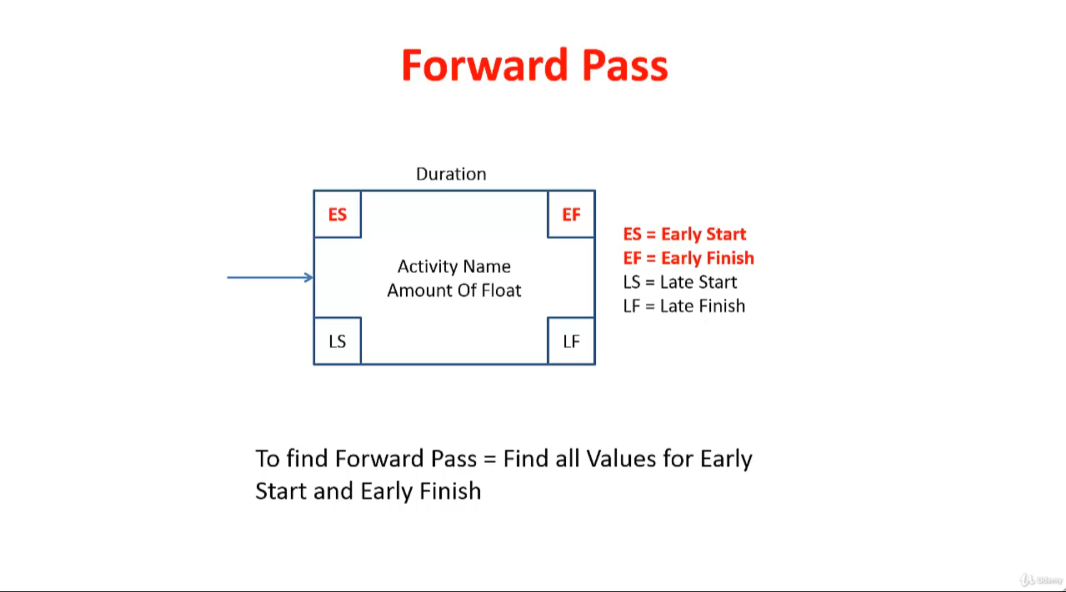 Forward Pass
Duration
ES
EF
Activity Name
Amount Of Float
LS
LF
ES = Early Start
EF = Early Finish
LS = Late Start
LF = Late Finish
To find Forward Pass = Find all Values for Early
Start and Early Finish
Udemy